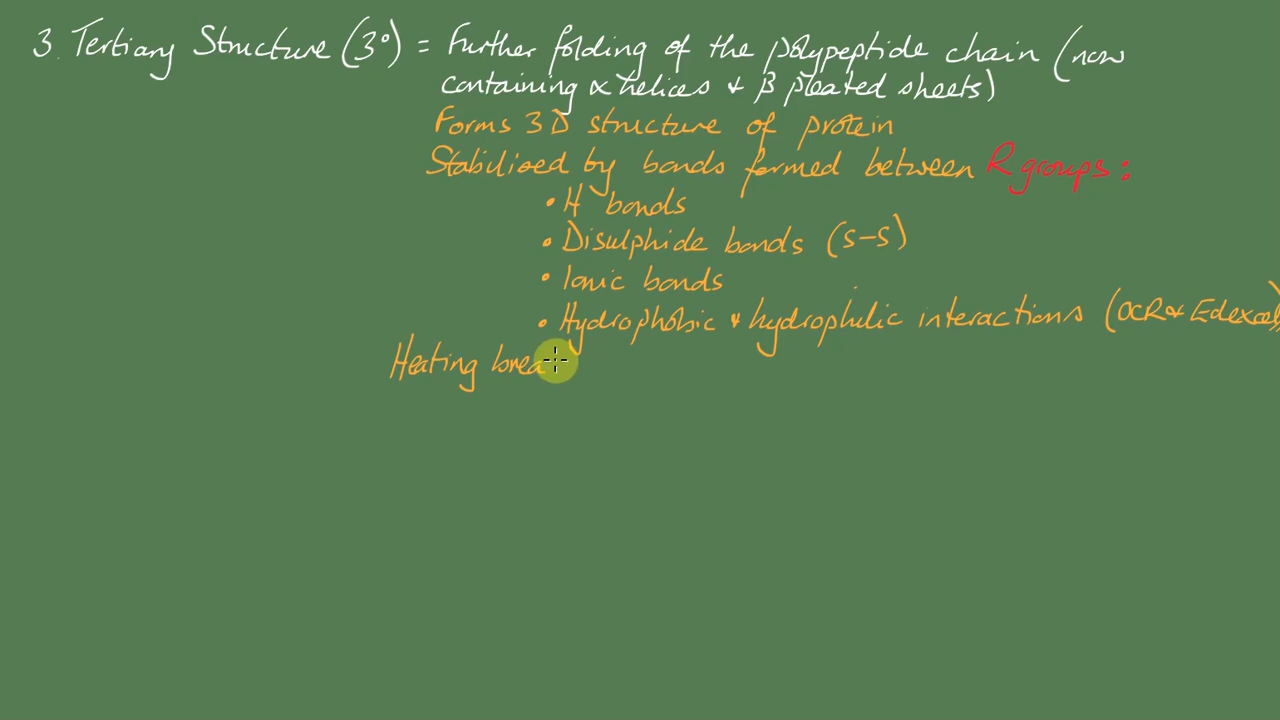 3. Tertiary Structure (3°) = Further folding of the polypeptide chain (now
containing α helices + β pleated sheets)
Forms 3D structure of protein
Stabilised by bonds formed between R groups:
• H bonds
• Disulphide bonds (S-S)
• Ionic bonds
• Hydrophobic + hydrophilic interactions (OCR & Edexcel)
Heating brea